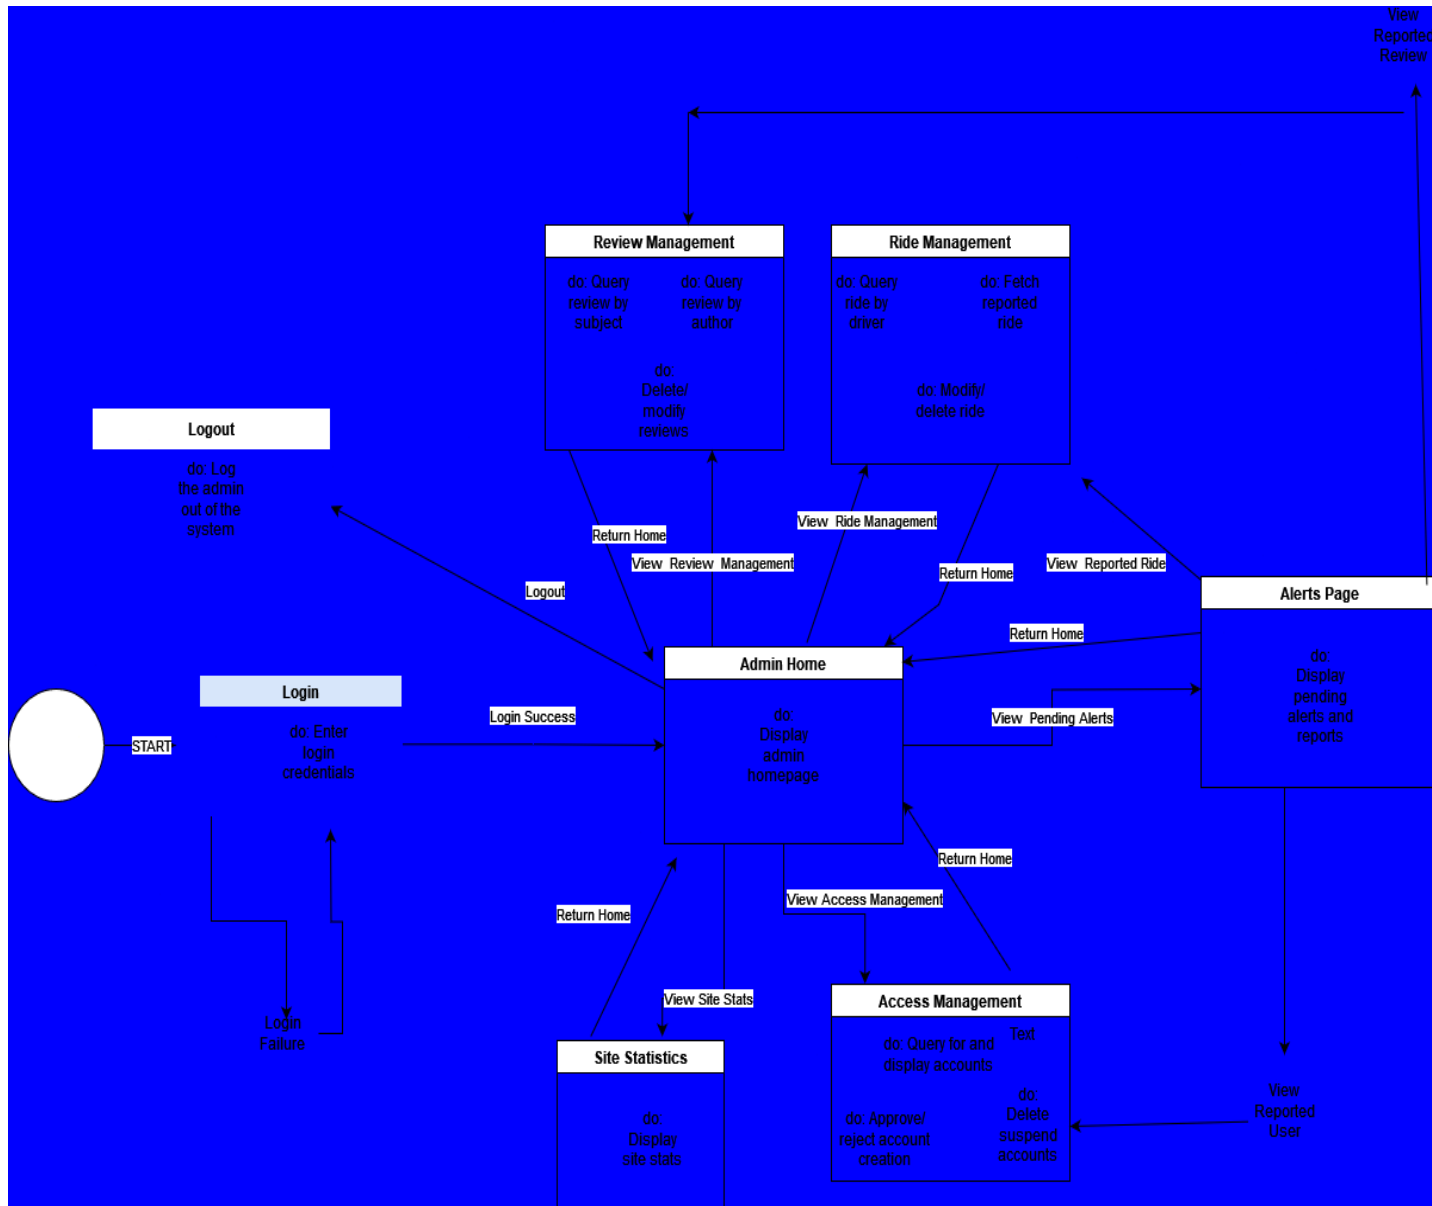 View
Reported
Review
Review Management
do: Query
review by
subject
do: Query
review by
author
do:
Delete/
modify
reviews
Ride Management
do: Query
ride by
driver
do: Fetch
reported
ride
do: Modify/
delete ride
Logout
do: Log
the admin
out of the
system
Return Home
View Review Management
View Ride Management
Return Home
View Reported Ride
Logout
Alerts Page
do:
Display
pending
alerts and
reports
Return Home
Admin Home
do:
Display
admin
homepage
Login
do: Enter
login
credentials
Login Success
View Pending Alerts
START
Return Home
View Access Management
Return Home
View Site Stats
Login
Failure
Site Statistics
do:
Display
site stats
Access Management
Text
do: Query for and
display accounts
do: Approve/
reject account
creation
do:
Delete
suspend
accounts
View
Reported
User